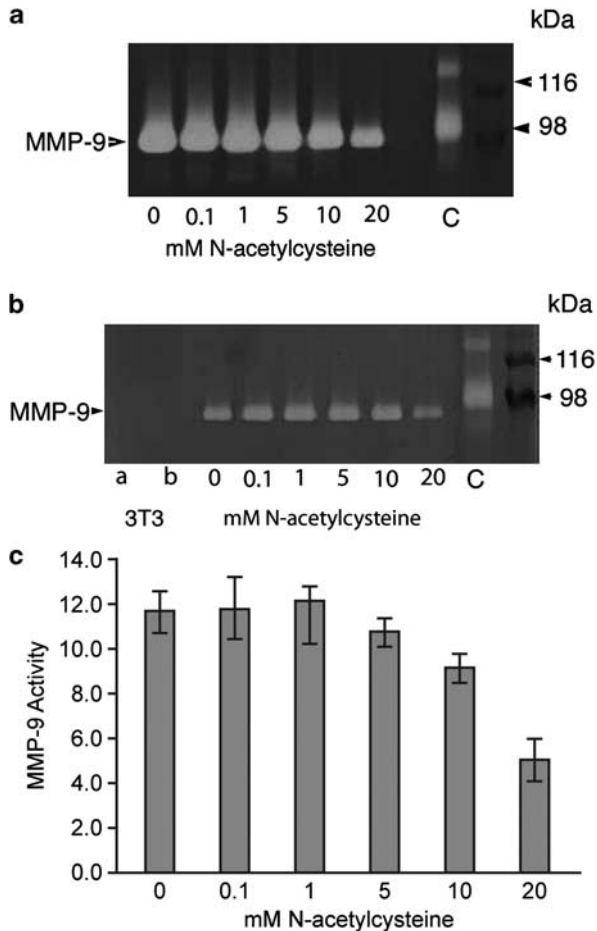 a
kDa
116
98
MMP-9
0 0.1 1 5 10 20 C
mM N-acetylcysteine
b
kDa
116
98
MMP-9
a b 0 0.1 1 5 10 20 C
3T3 mM N-acetylcysteine
c
14.0
12.0
10.0
8.0
6.0
4.0
2.0
0.0
MMP-9 Activity
0 0.1 1 5 10 20
mM N-acetylcysteine